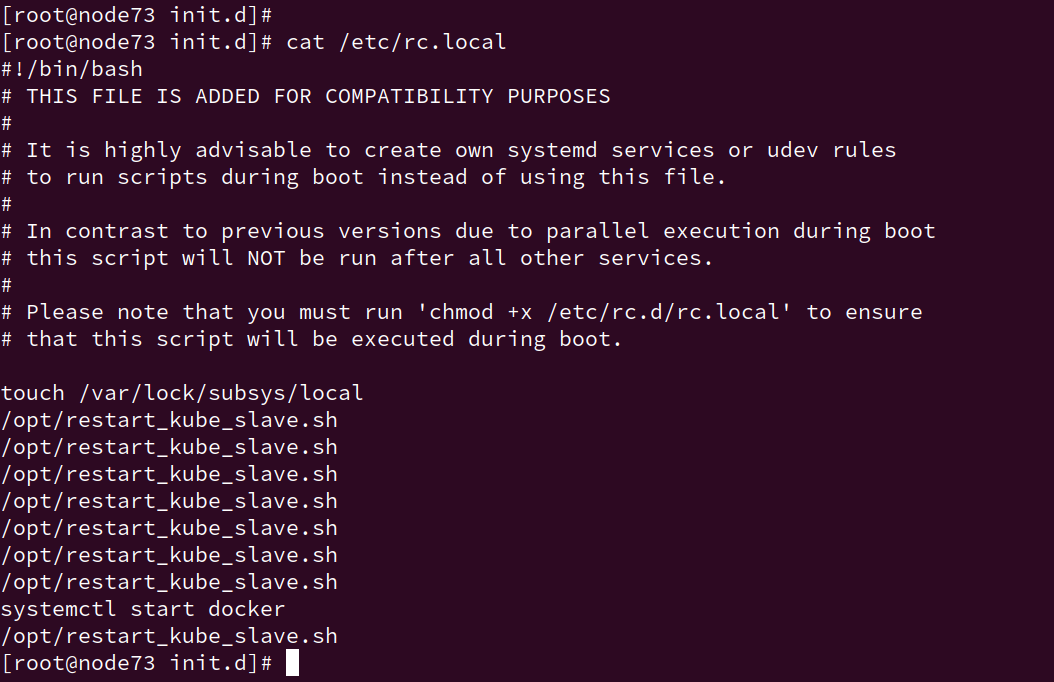 [root@node73 init.d]#
[root@node73 init.d]# cat /etc/rc.local
#!/bin/bash
# THIS FILE IS ADDED FOR COMPATIBILITY PURPOSES
#
# It is highly advisable to create own systemd services or udev rules
# to run scripts during boot instead of using this file.
#
# In contrast to previous versions due to parallel execution during boot
# this script will NOT be run after all other services.
#
# Please note that you must run 'chmod +x /etc/rc.d/rc.local' to ensure
# that this script will be executed during boot.

touch /var/lock/subsys/local
/opt/restart_kube_slave.sh
/opt/restart_kube_slave.sh
/opt/restart_kube_slave.sh
/opt/restart_kube_slave.sh
/opt/restart_kube_slave.sh
/opt/restart_kube_slave.sh
/opt/restart_kube_slave.sh
systemctl start docker
/opt/restart_kube_slave.sh
[root@node73 init.d]#